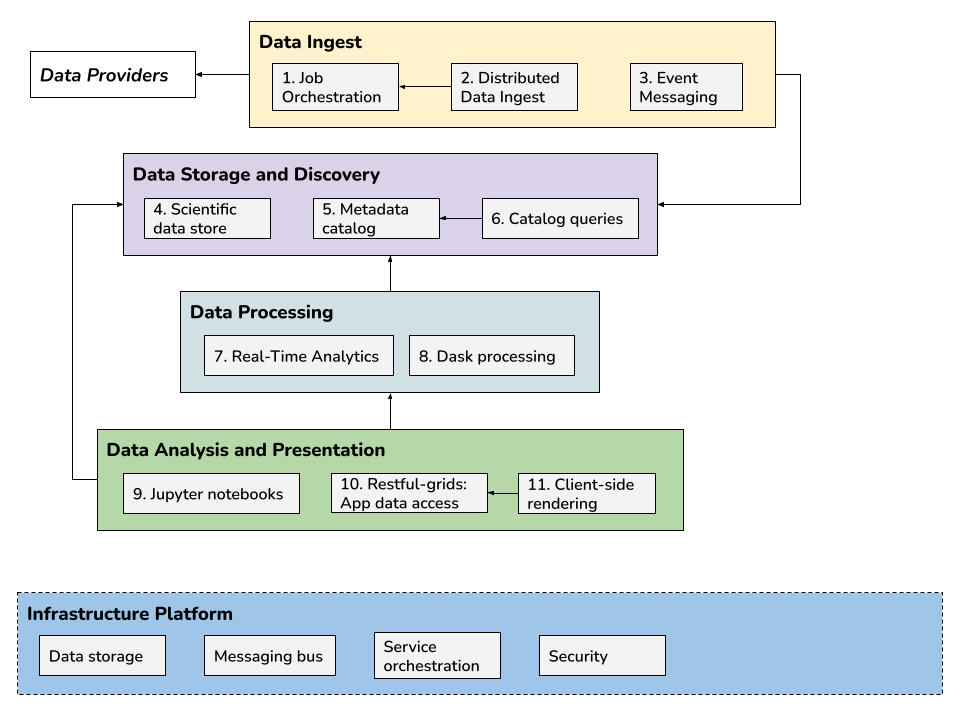 Data Ingest
Data Providers
1. Job
Orchestration
2. Distributed
Data Ingest
3. Event
Messaging
Data Storage and Discovery
4. Scientific
data store
5. Metadata
catalog
6. Catalog queries
Data Processing
7. Real-Time Analytics
8. Dask processing
Data Analysis and Presentation
9. Jupyter notebooks
10. Restful-grids:
App data access
11. Client-side
rendering
Infrastructure Platform
Data storage
Messaging bus
Service
orchestration
Security